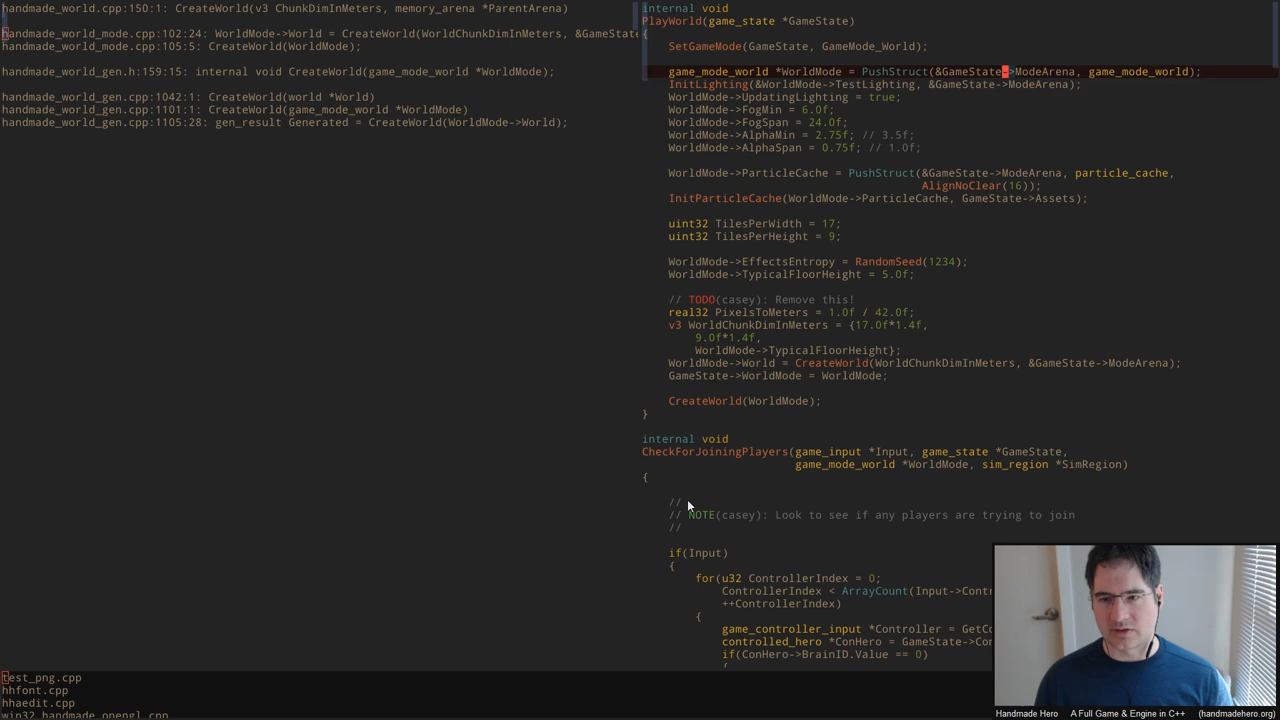 handmade_world.cpp:150:1: CreateWorld(v3 ChunkDimInMeters, memory_arena *ParentArena)
handmade_world_mode.cpp:102:24: WorldMode->World = CreateWorld(WorldChunkDimInMeters, &GameState
handmade_world_mode.cpp:105:5: CreateWorld(WorldMode);
handmade_world_gen.h:159:15: internal void CreateWorld(game_mode_world *WorldMode);
handmade_world_gen.cpp:1042:1: CreateWorld(world *World)
handmade_world_gen.cpp:1101:1: CreateWorld(game_mode_world *WorldMode)
handmade_world_gen.cpp:1105:28: gen_result Generated = CreateWorld(WorldMode->World);
test_png.cpp
hhfont.cpp
hhaedit.cpp
win32_handmade_opengl.cpp
internal void
PlayWorld(game_state *GameState)
{
SetGameMode(GameState, GameMode_World);
game_mode_world *WorldMode = PushStruct(&GameState->ModeArena, game_mode_world);
InitLighting(&WorldMode->TestLighting, &GameState->ModeArena);
WorldMode->UpdatingLighting = true;
WorldMode->FogMin = 6.0f;
WorldMode->FogSpan = 24.0f;
WorldMode->AlphaMin = 2.75f; // 3.5f;
WorldMode->AlphaSpan = 0.75f; // 1.0f;
WorldMode->ParticleCache = PushStruct(&GameState->ModeArena, particle_cache,
AlignNoClear(16));
InitParticleCache(WorldMode->ParticleCache, GameState->Assets);
uint32 TilesPerWidth = 17;
uint32 TilesPerHeight = 9;
WorldMode->EffectsEntropy = RandomSeed(1234);
WorldMode->TypicalFloorHeight = 5.0f;
// TODO(casey): Remove this!
real32 PixelsToMeters = 1.0f / 42.0f;
v3 WorldChunkDimInMeters = {17.0f*1.4f,
9.0f*1.4f,
WorldMode->TypicalFloorHeight};
WorldMode->World = CreateWorld(WorldChunkDimInMeters, &GameState->ModeArena);
GameState->WorldMode = WorldMode;
CreateWorld(WorldMode);
}
internal void
CheckForJoiningPlayers(game_input *Input, game_state *GameState,
game_mode_world *WorldMode, sim_region *SimRegion)
{
//
// NOTE(casey): Look to see if any players are trying to join
//
if(Input)
{
for(u32 ControllerIndex = 0;
ControllerIndex < ArrayCount(Input->Contr
++ControllerIndex)
{
game_controller_input *Controller = GetCo
controlled_hero *ConHero = GameState->Con
if(ConHero->BrainID.Value == 0)
{
Handmade Hero A Full Game & Engine in C++ (handmadehero.org)